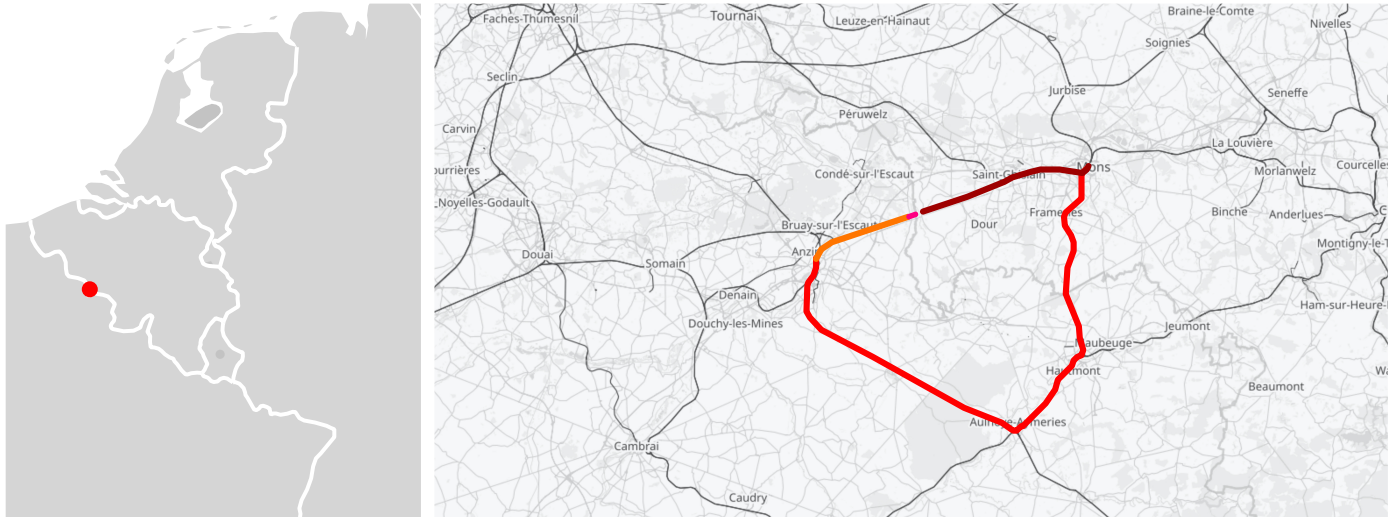 Faches-Thumesnil
Tournai
Leuze-en-Hainaut
Braine-le-Comte
Nivelles
Soignies
Seclin
Jurbise
Seneffe
Péruwelz
Carvin
La Louvière
Courcelles
Mons
Condé-sur-l'Escaut
Saint-Ghislain
Morlanwelz
Noyelles-Godault
Frameries
Binche
Anderlues
Bruay-sur-l'Escaut
Dour
Montigny-le-T
Anzin
Douai
Somain
Denain
Ham-sur-Heure-
Douchy-les-Mines
Jeumont
Maubeuge
Hautmont
Beaumont
Aulnoye-Aymeries
Cambrai
Caudry